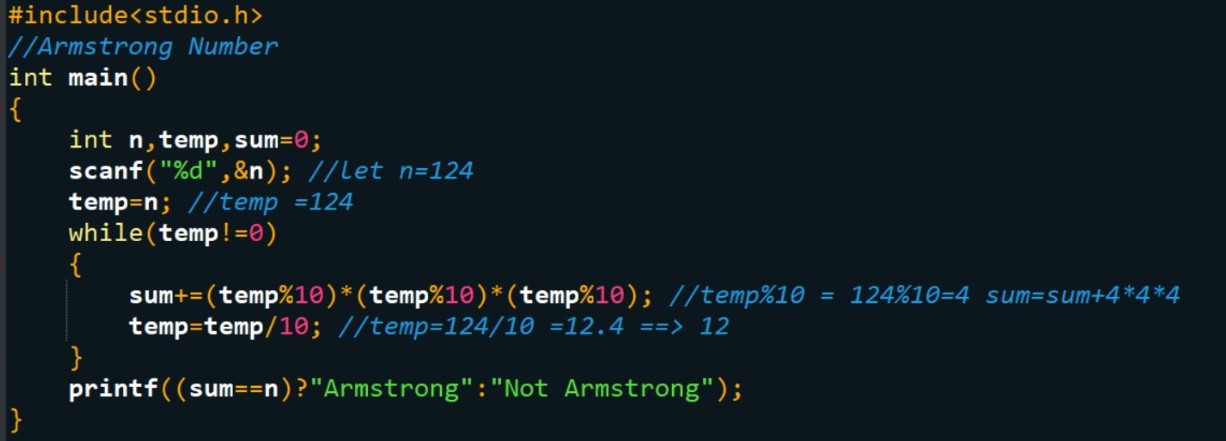 #include<stdio.h>
//Armstrong Number
int main()
{
    int n,temp,sum=0;
    scanf("%d",&n); //let n=124
    temp=n; //temp =124
    while(temp!=0)
    {
        sum+=(temp%10)*(temp%10)*(temp%10); //temp%10 = 124%10=4 sum=sum+4*4*4
        temp=temp/10; //temp=124/10 =12.4 ==> 12
    }
    printf((sum==n)?"Armstrong":"Not Armstrong");
}